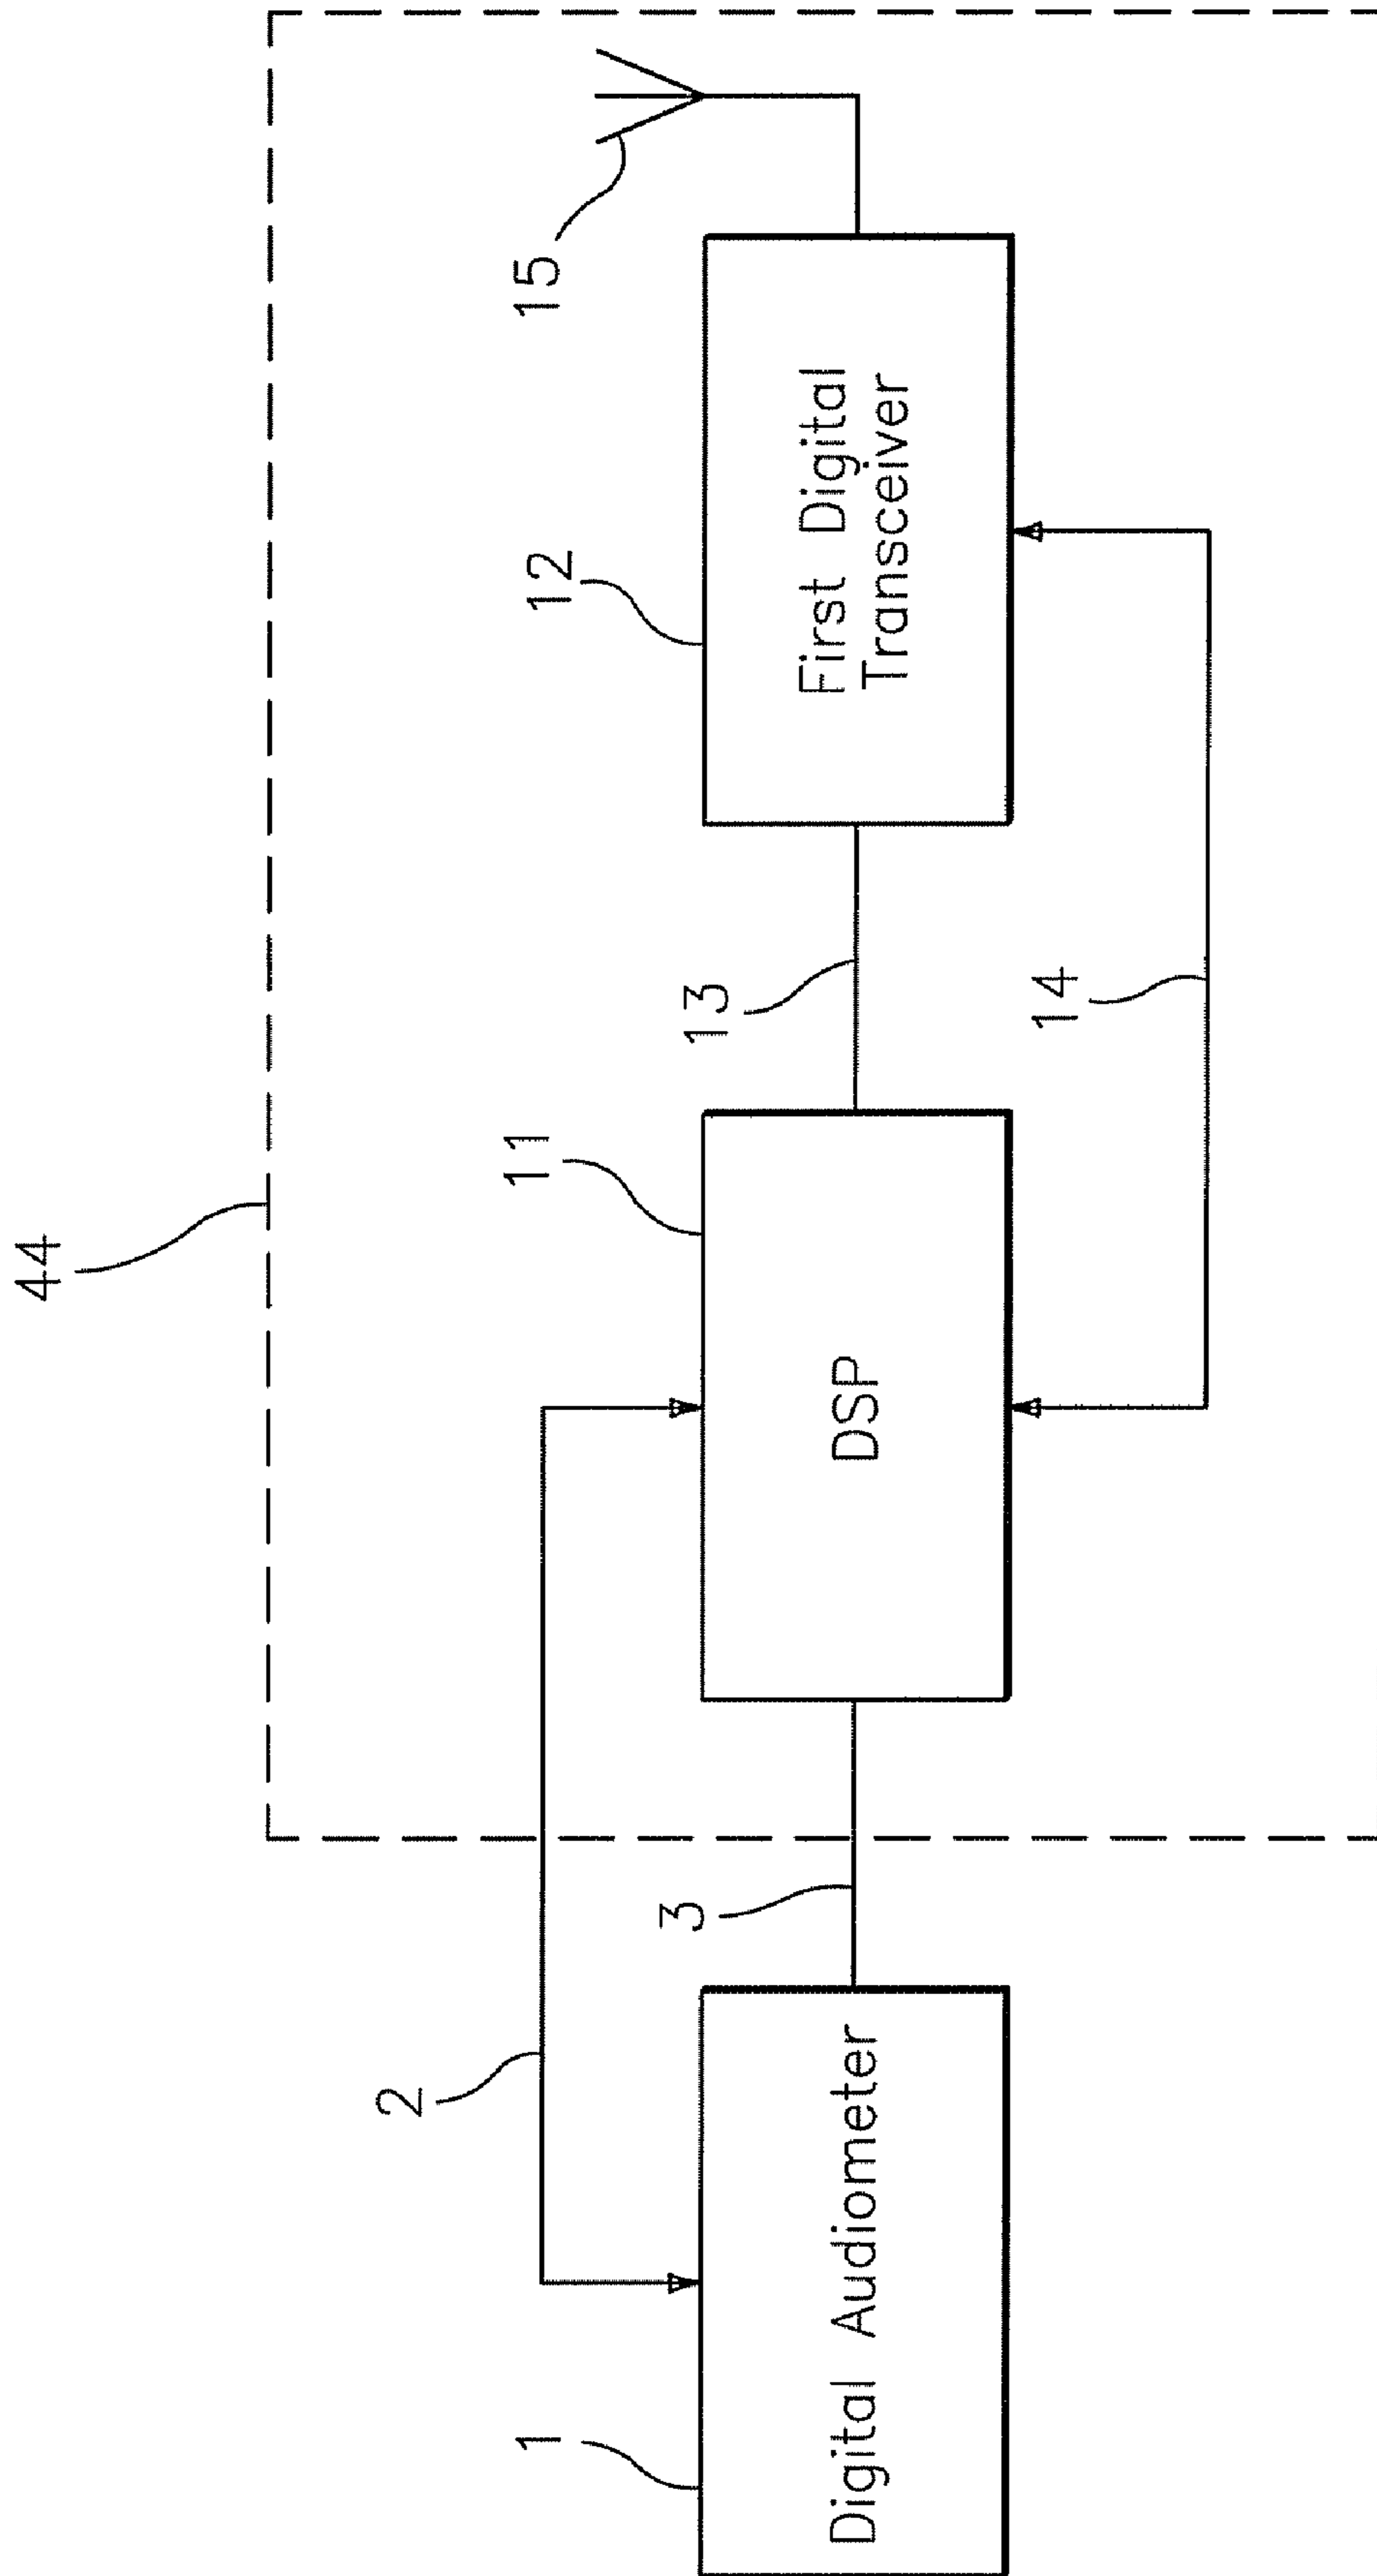 44
2
1
Digital Audiometer
3
11
DSP
13
12
First Digital
Transceiver
14
15